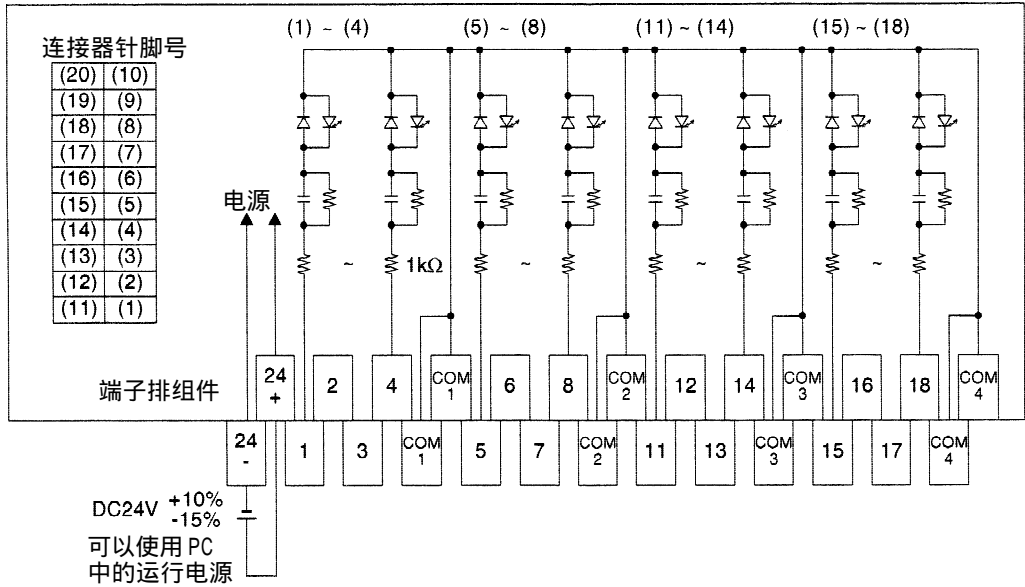 (1) ~ (4) (5) ~ (8) (11) ~ (14) (15) ~ (18)
连接器针脚号
(20) (10)
(19) (9)
(18) (8)
(17) (7)
(16) (6)
(15) (5)
(14) (4)
(13) (3)
(12) (2)
(11) (1)
电源
~ 1kΩ ~ ~ ~
端子排组件
24 + 2 4 COM 1 6 8 COM 2 12 14 COM 3 16 18 COM 4
24 - 1 3 COM 1 5 7 COM 2 11 13 COM 3 15 17 COM 4
DC24V +10% -15%
可以使用 PC
中的运行电源